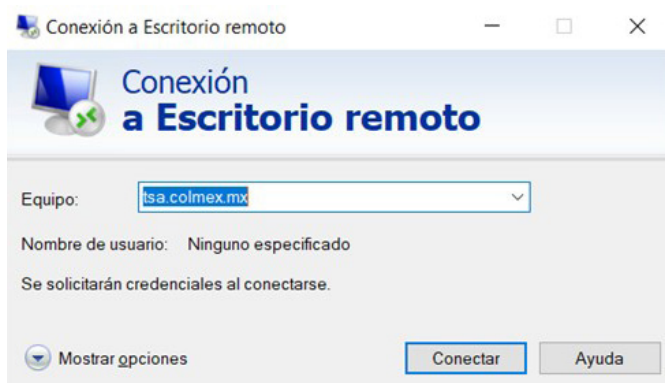 Conexión a Escritorio remoto
Conexión
a Escritorio remoto
Equipo: tsa.colmex.mx
Nombre de usuario: Ninguno especificado
Se solicitarán credenciales al conectarse.
Mostrar opciones Conectar Ayuda